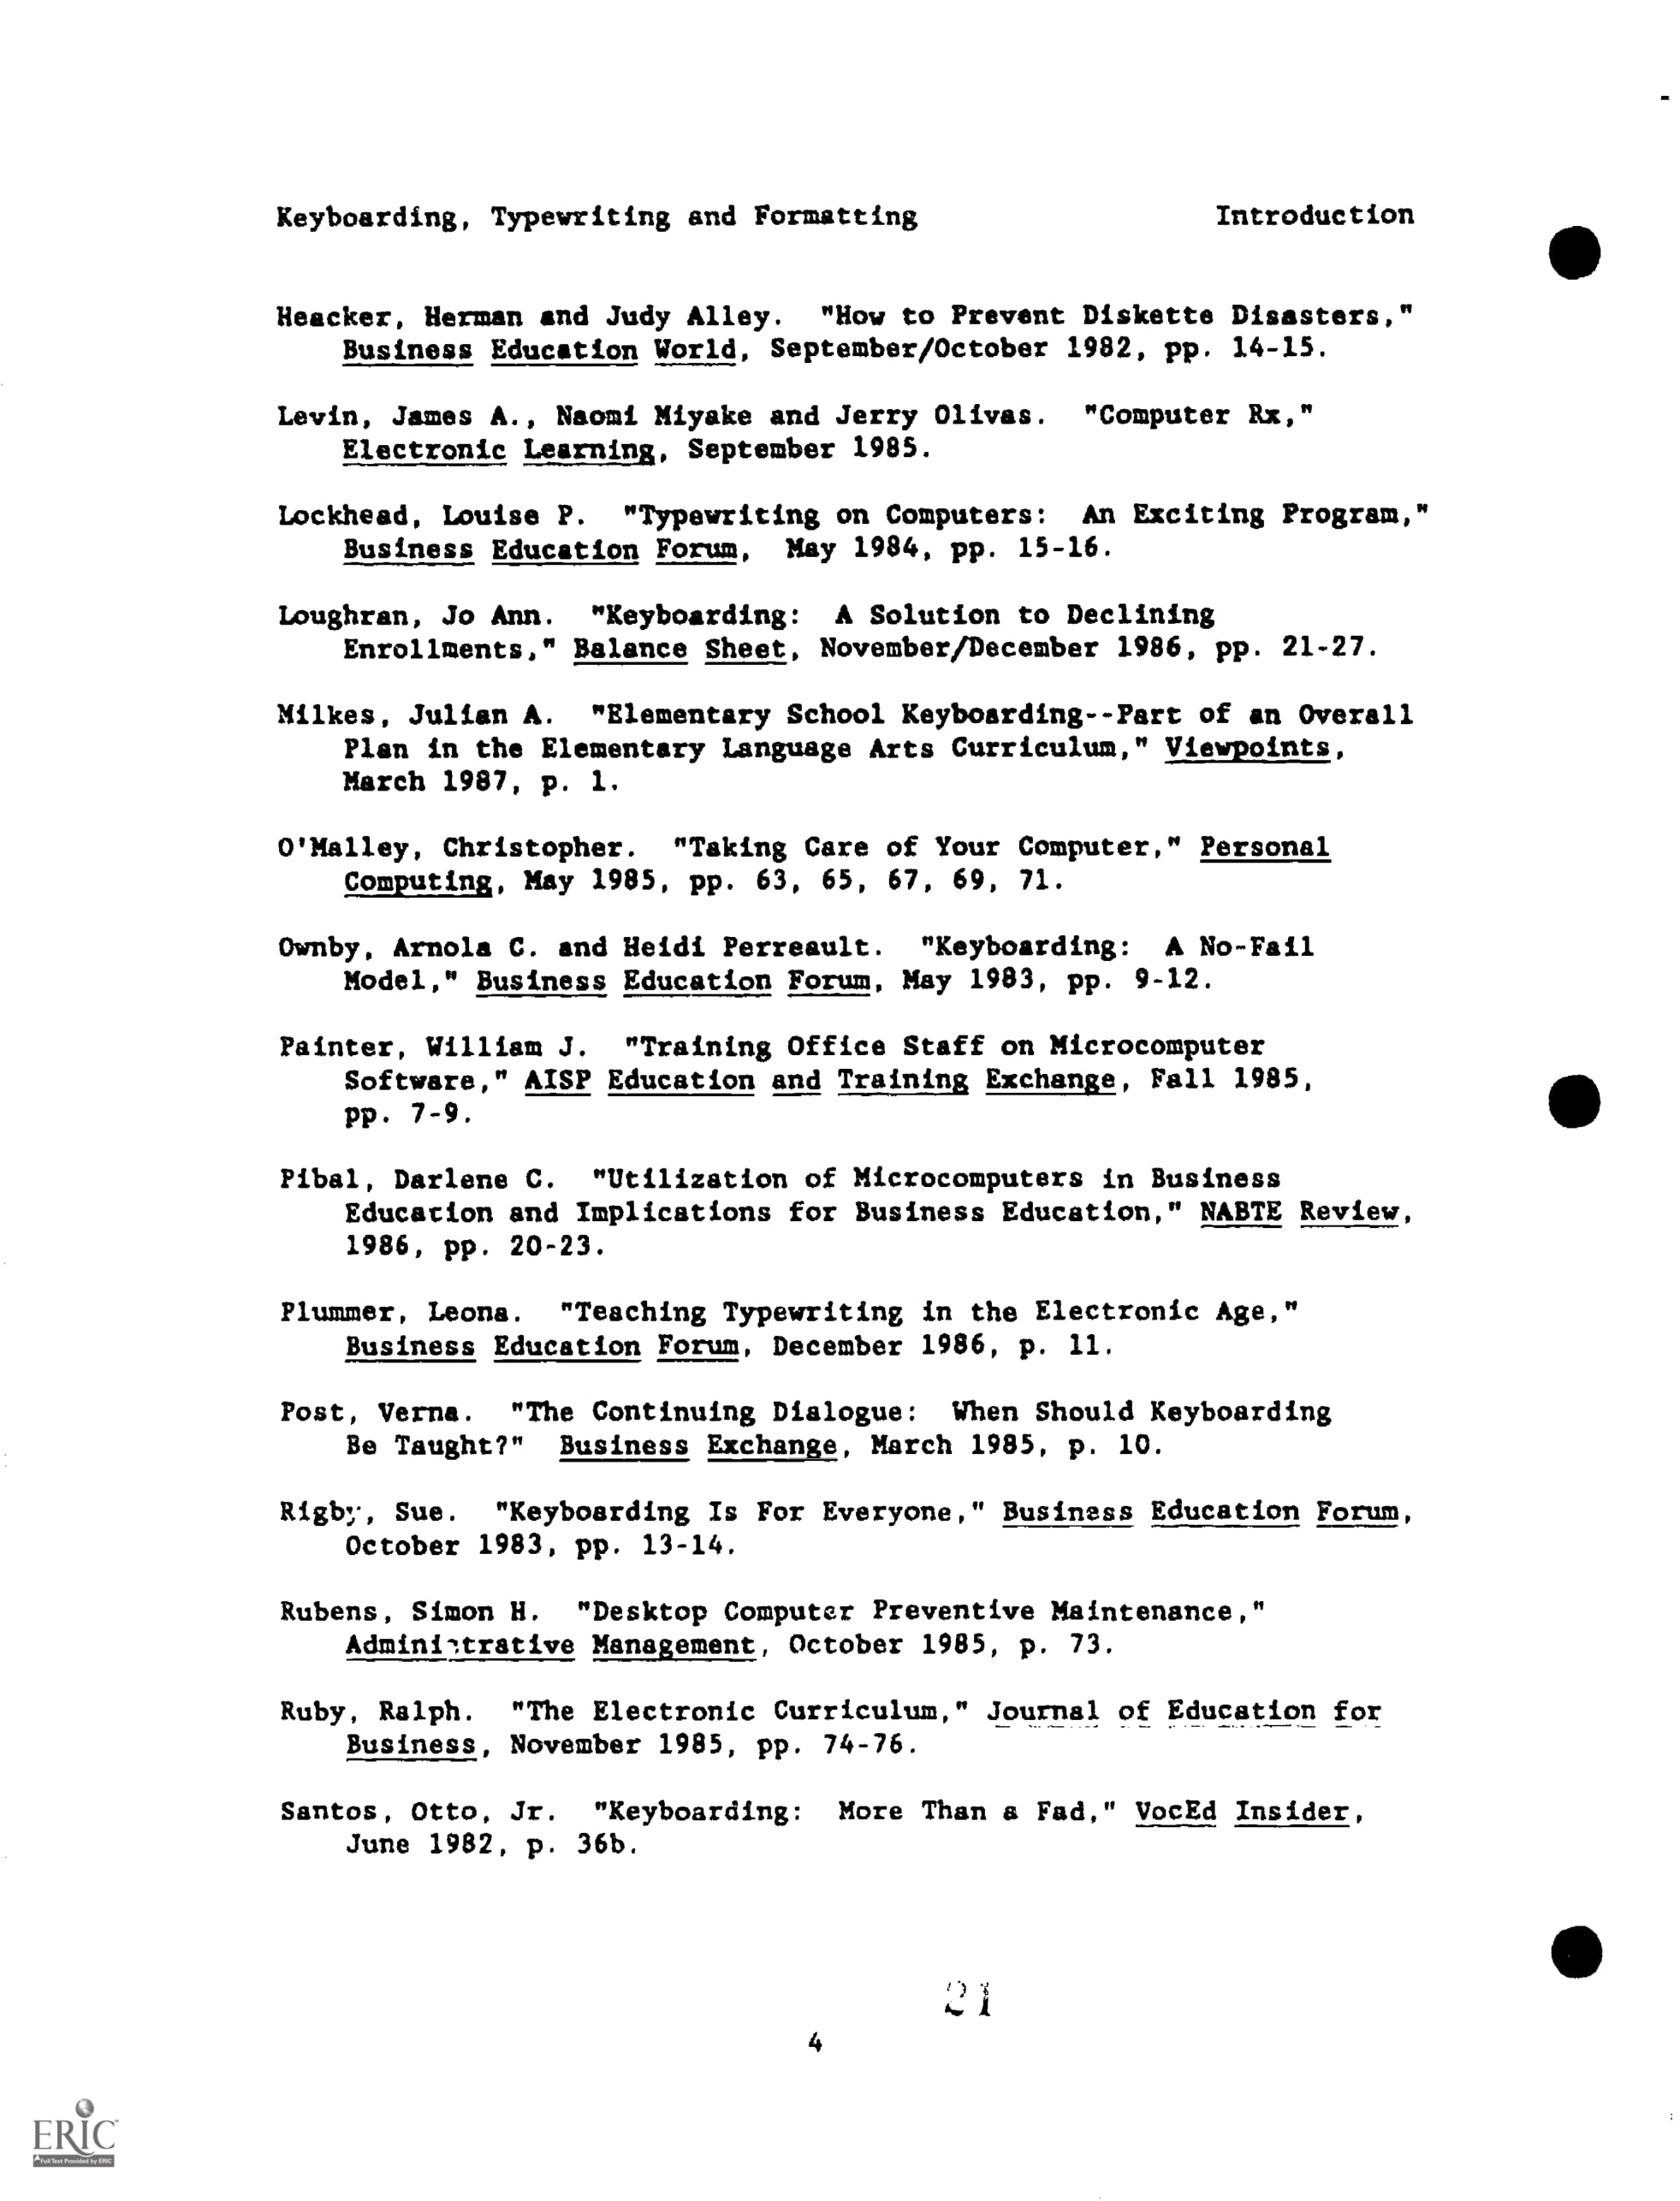 Keyboarding, Typewriting and Formatting Introduction
Heacker, Herman and Judy Alley. "How to Prevent Diskette Disasters,"
Business Education World, September/October 1982, pp. 14-15.
Levin, James A., Naomi Miyake and Jerry Olivas. "Computer Rx,"
Electronic Learning, September 1985.
Lockhead, Louise P. "Typewriting on Computers: An Exciting Program,"
Business Education Forum, May 1984, pp. 15-16.
Loughran, Jo Ann. "Keyboarding: A Solution to Declining
Enrollments," Balance Sheet, November/December 1986, pp. 21-27.
Milkes, Julian A. "Elementary School Keyboarding--Part of an Overall
Plan in the Elementary Language Arts Curriculum," Viewpoints,
March 1987, p. 1.
O'Malley, Christopher. "Taking Care of Your Computer," Personal
Computing, May 1985, pp. 63, 65, 67, 69, 71.
Ownby, Arnola C. and Heidi Perreault. "Keyboarding: A No-Fail
Model," Business Education Forum, May 1983, pp. 9-12.
Painter, William J. "Training Office Staff on Microcomputer
Software," AISP Education and Training Exchange, Fall 1985,
pp. 7-9.
Pibal, Darlene C. "Utilization of Microcomputers in Business
Education and Implications for Business Education," NABTE Review,
1986, pp. 20-23.
Plummer, Leona. "Teaching Typewriting in the Electronic Age,"
Business Education Forum, December 1986, p. 11.
Post, Verna. "The Continuing Dialogue: When Should Keyboarding
Be Taught?" Business Exchange, March 1985, p. 10.
Rigby, Sue. "Keyboarding Is For Everyone," Business Education Forum,
October 1983, pp. 13-14.
Rubens, Simon H. "Desktop Computer Preventive Maintenance,"
Administrative Management, October 1985, p. 73.
Ruby, Ralph. "The Electronic Curriculum," Journal of Education for
Business, November 1985, pp. 74-76.
Santos, Otto, Jr. "Keyboarding: More Than a Fad," VocEd Insider,
June 1982, p. 36b.
21
4
ERIC
Full Text Provided by ERIC